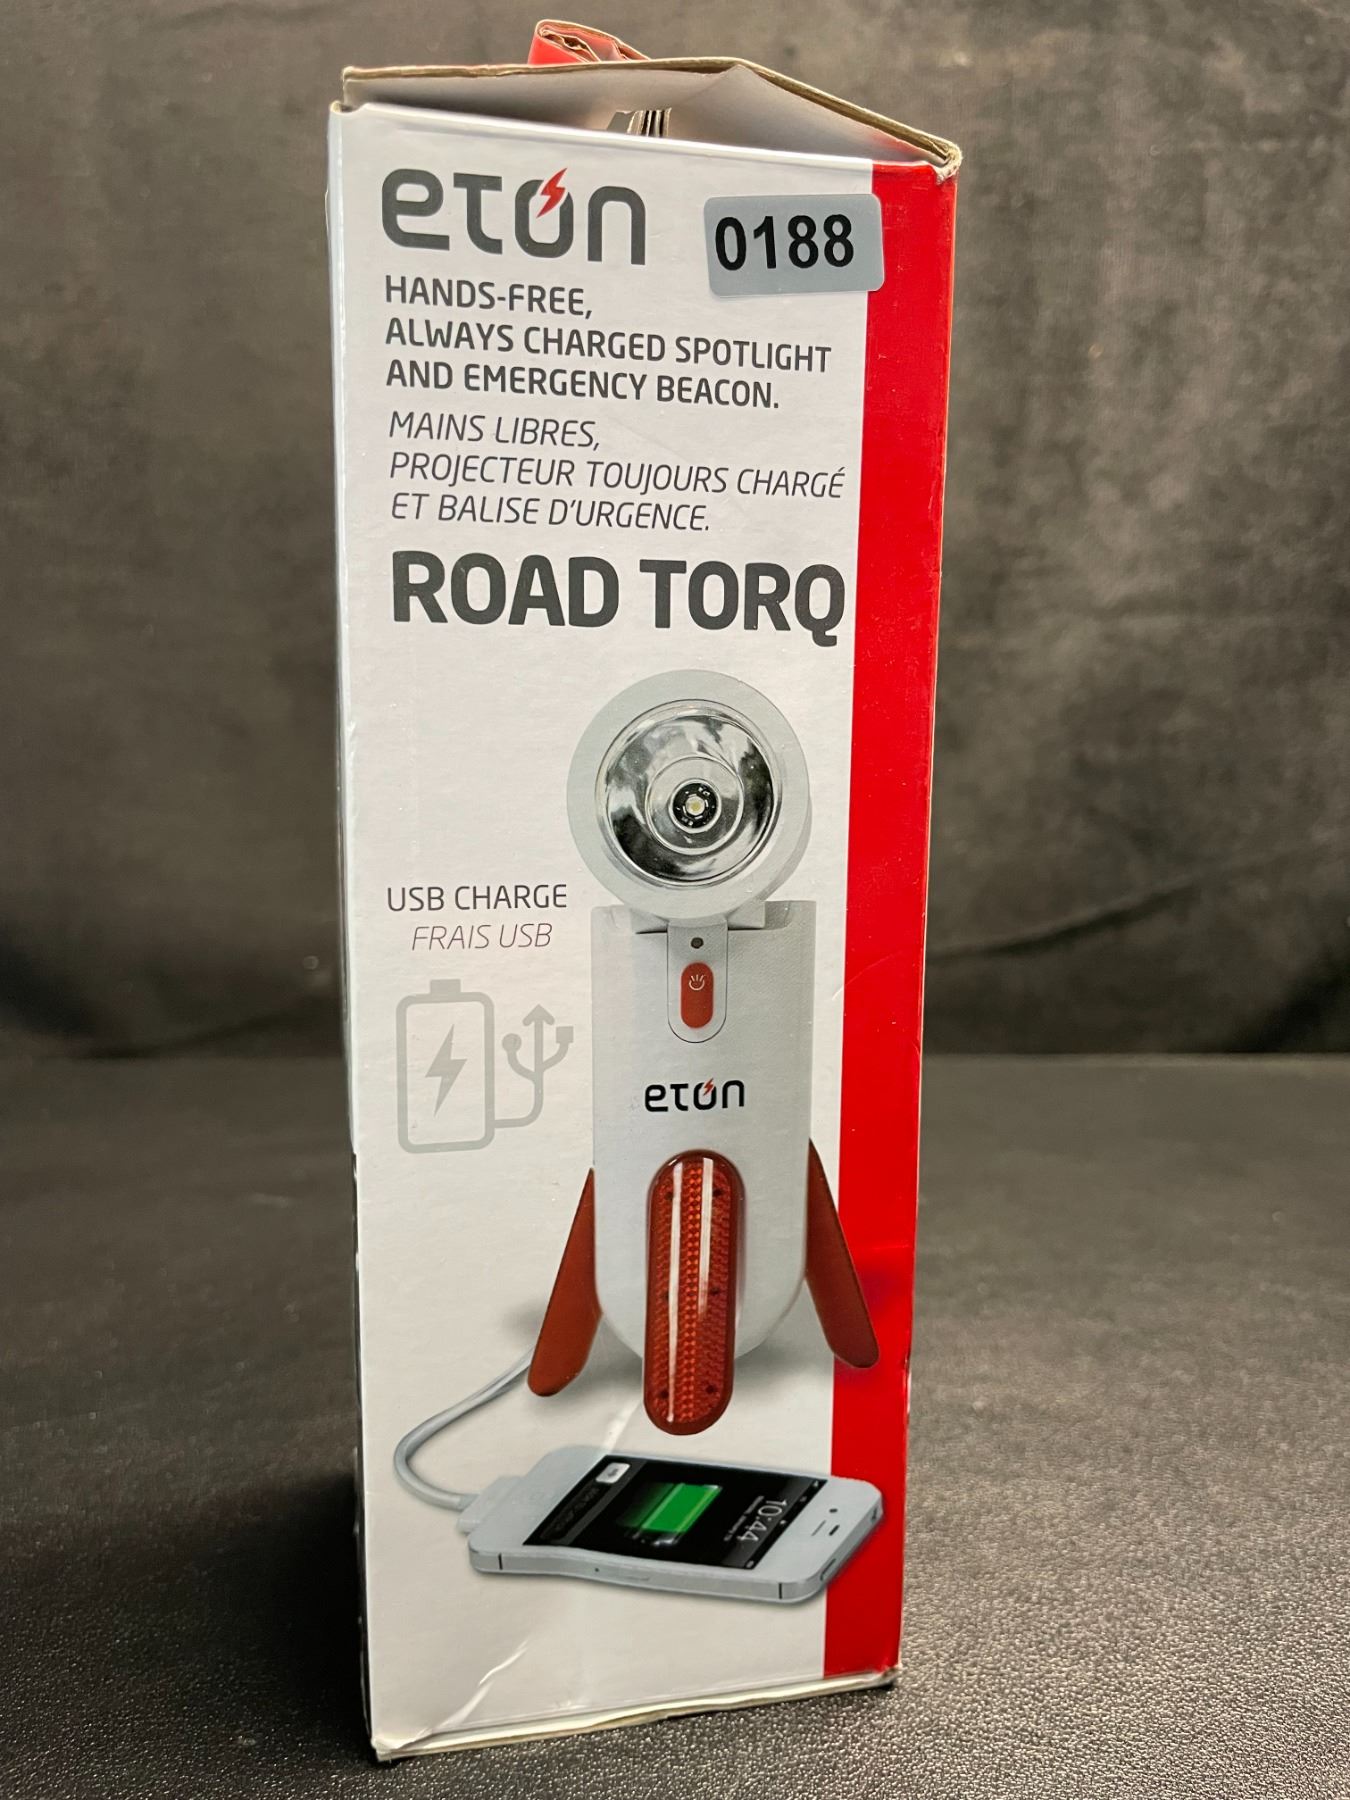 eton
0188
HANDS-FREE,
ALWAYS CHARGED SPOTLIGHT
AND EMERGENCY BEACON.
MAINS LIBRES,
PROJECTEUR TOUJOURS CHARGÉ
ET BALISE D'URGENCE.
ROAD TORQ
USB CHARGE
FRAIS USB
eton
10:44